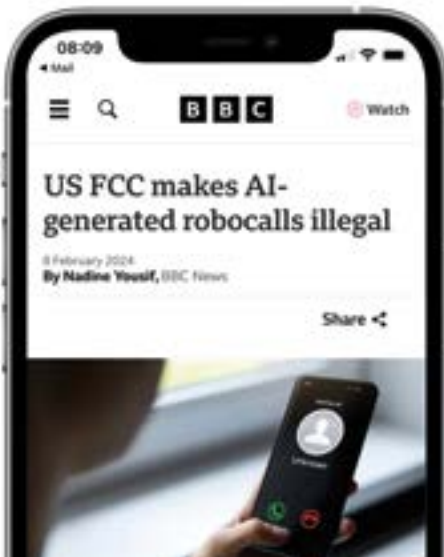 08:09
◀ Mail
BBC
Watch
US FCC makes AI-
generated robocalls illegal
8 February 2024
By Nadine Yousif, BBC News
Share
Unknown